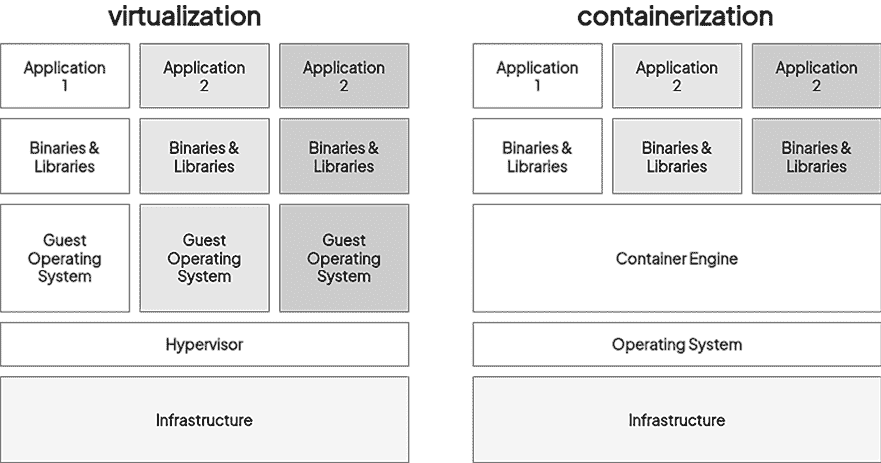 virtualization
Application
1
Application
2
Application
2
Binaries &
Libraries
Binaries &
Libraries
Binaries &
Libraries
Guest
Operating
System
Guest
Operating
System
Guest
Operating
System
Hypervisor
Infrastructure
containerization
Application
1
Application
2
Application
2
Binaries &
Libraries
Binaries &
Libraries
Binaries &
Libraries
Container Engine
Operating System
Infrastructure